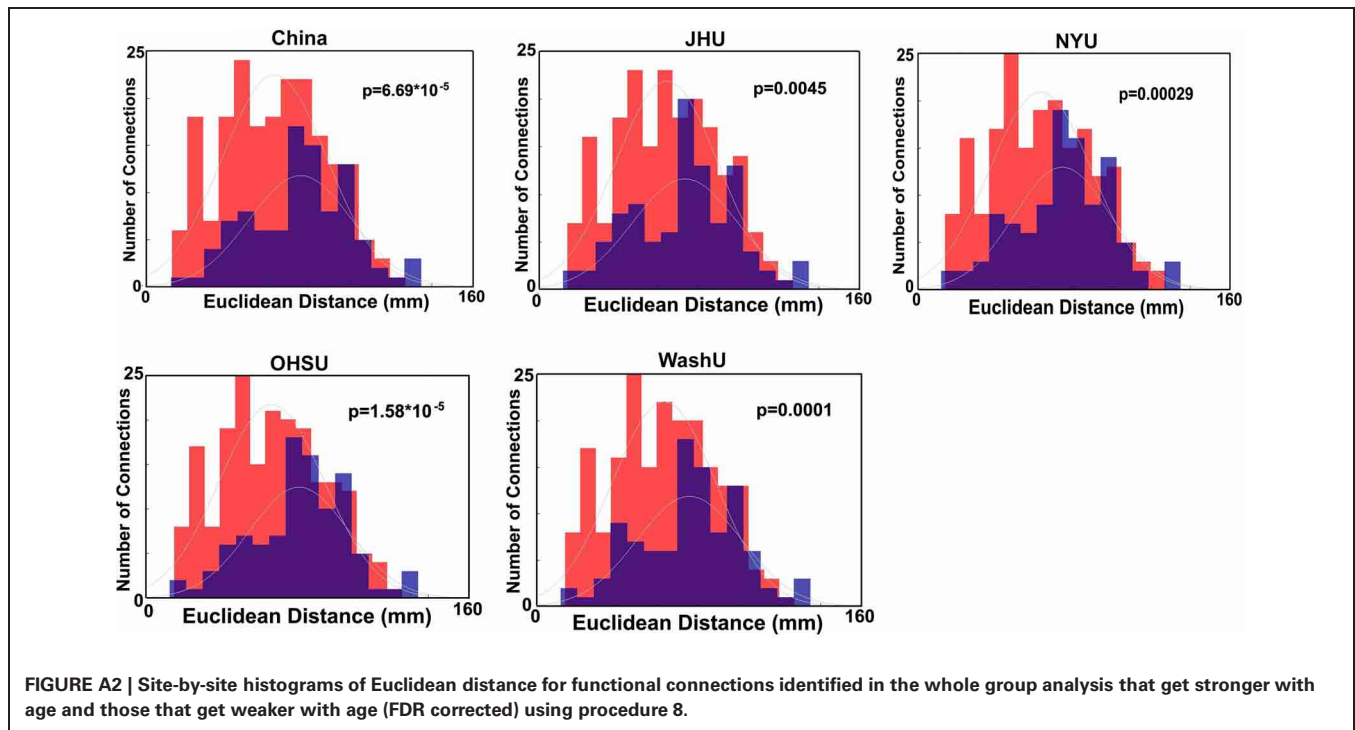 China
25
Number of Connections
p=6.69*10-5
0
0
Euclidean Distance (mm)
160
JHU
25
Number of Connections
p=0.0045
0
0
Euclidean Distance (mm)
160
NYU
25
Number of Connections
p=0.00029
0
0
Euclidean Distance (mm)
160
OHSU
25
Number of Connections
p=1.58*10-5
0
0
Euclidean Distance (mm)
160
WashU
25
Number of Connections
p=0.0001
0
0
Euclidean Distance (mm)
160
FIGURE A2 | Site-by-site histograms of Euclidean distance for functional connections identified in the whole group analysis that get stronger with
age and those that get weaker with age (FDR corrected) using procedure 8.